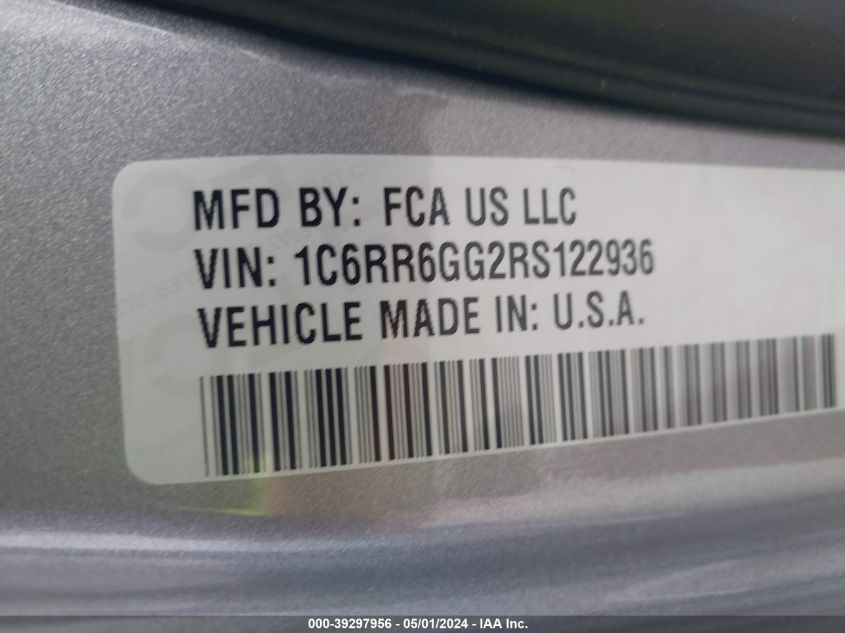 MFD BY: FCA US LLC
VIN: 1C6RR6GG2RS122936
VEHICLE MADE IN: U.S.A.
000-39297956 - 05/01/2024 - IAA Inc.